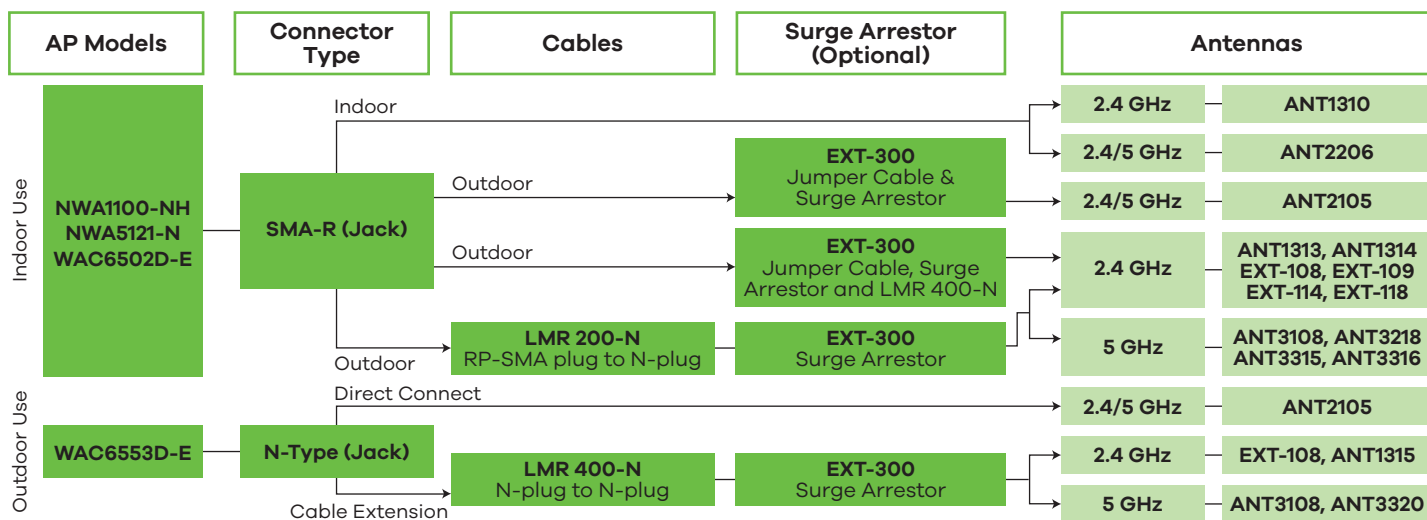 AP Models
Connector
Type
Cables
Surge Arrestor
(Optional)
Antennas
Indoor Use
NWA1100-NH
NWA5121-N
WAC6502D-E
SMA-R (Jack)
Indoor
2.4 GHz
ANT1310
2.4/5 GHz
ANT2206
Outdoor
EXT-300
Jumper Cable &
Surge Arrestor
2.4/5 GHz
ANT2105
Outdoor
EXT-300
Jumper Cable, Surge
Arrestor and LMR 400-N
2.4 GHz
ANT1313, ANT1314
EXT-108, EXT-109
EXT-114, EXT-118
Outdoor
LMR 200-N
RP-SMA plug to N-plug
EXT-300
Surge Arrestor
5 GHz
ANT3108, ANT3218
ANT3315, ANT3316
Outdoor Use
WAC6553D-E
N-Type (Jack)
Direct Connect
2.4/5 GHz
ANT2105
Cable Extension
LMR 400-N
N-plug to N-plug
EXT-300
Surge Arrestor
2.4 GHz
EXT-108, ANT1315
5 GHz
ANT3108, ANT3320